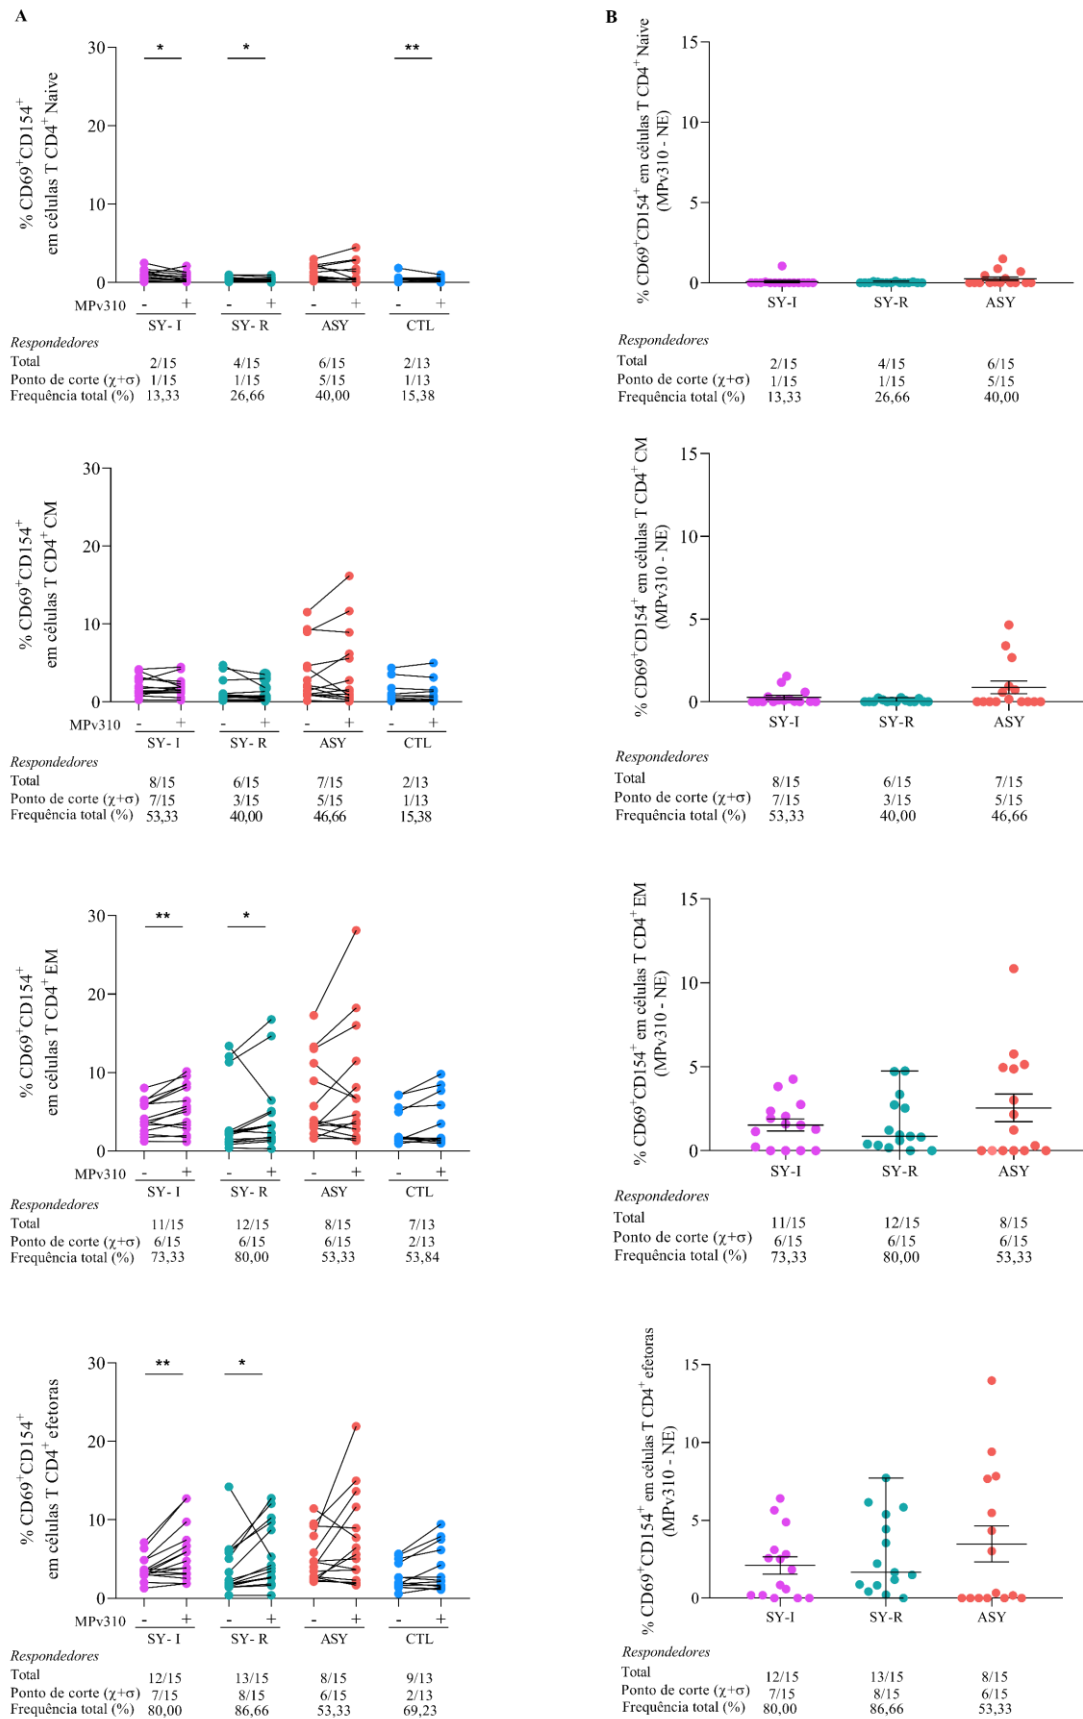 A
B
% CD69+CD154+
em células T CD4+ Naive
30
20
10
0
*
*
**
MPv310
- + - + - + - +
SY- I SY- R ASY CTL
Respondedores
Total 2/15 4/15 6/15 2/13
Ponto de corte (χ+σ) 1/15 1/15 5/15 1/13
Frequência total (%) 13,33 26,66 40,00 15,38
% CD69+CD154+ em células T CD4+ Naive
(MPv310 - NE)
15
10
5
0
SY-I SY-R ASY
Respondedores
Total 2/15 4/15 6/15
Ponto de corte (χ+σ) 1/15 1/15 5/15
Frequência total (%) 13,33 26,66 40,00
% CD69+CD154+
em células T CD4+ CM
30
20
10
0
MPv310
- + - + - + - +
SY- I SY- R ASY CTL
Respondedores
Total 8/15 6/15 7/15 2/13
Ponto de corte (χ+σ) 7/15 3/15 5/15 1/13
Frequência total (%) 53,33 40,00 46,66 15,38
% CD69+CD154+ em células T CD4+ CM
(MPv310 - NE)
15
10
5
0
SY-I SY-R ASY
Respondedores
Total 8/15 6/15 7/15
Ponto de corte (χ+σ) 7/15 3/15 5/15
Frequência total (%) 53,33 40,00 46,66
% CD69+CD154+
em células T CD4+ EM
30
20
10
0
**
*
MPv310
- + - + - + - +
SY- I SY- R ASY CTL
Respondedores
Total 11/15 12/15 8/15 7/13
Ponto de corte (χ+σ) 6/15 6/15 6/15 2/13
Frequência total (%) 73,33 80,00 53,33 53,84
% CD69+CD154+ em células T CD4+ EM
(MPv310 - NE)
15
10
5
0
SY-I SY-R ASY
Respondedores
Total 11/15 12/15 8/15
Ponto de corte (χ+σ) 6/15 6/15 6/15
Frequência total (%) 73,33 80,00 53,33
% CD69+CD154+
em células T CD4+ efetoras
30
20
10
0
**
*
MPv310
- + - + - + - +
SY- I SY- R ASY CTL
Respondedores
Total 12/15 13/15 8/15 9/13
Ponto de corte (χ+σ) 7/15 8/15 6/15 2/13
Frequência total (%) 80,00 86,66 53,33 69,23
% CD69+CD154+ em células T CD4+ efetoras
(MPv310 - NE)
15
10
5
0
SY-I SY-R ASY
Respondedores
Total 12/15 13/15 8/15
Ponto de corte (χ+σ) 7/15 8/15 6/15
Frequência total (%) 80,00 86,66 53,33